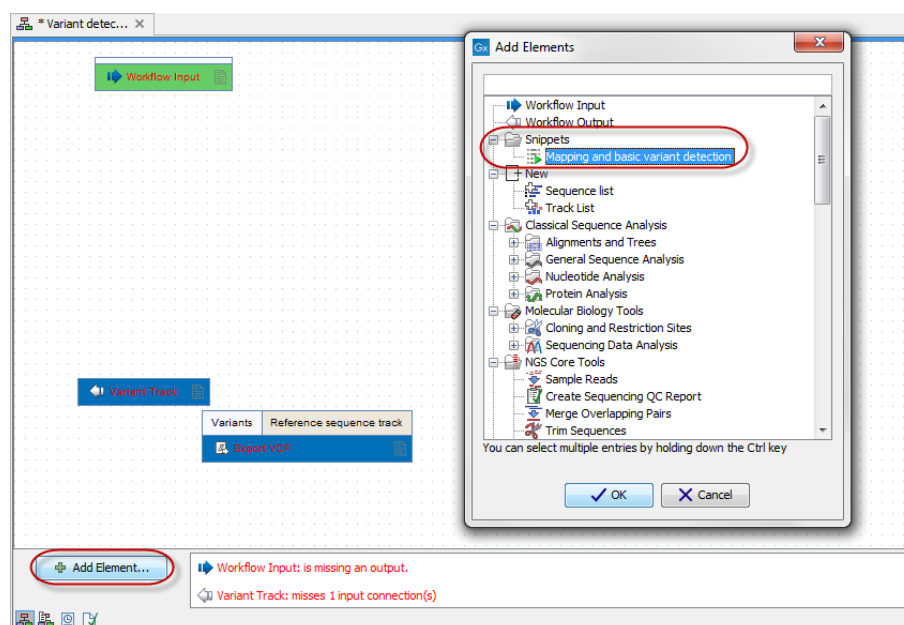 * Variant detec...
Workflow Input
Variant Track
Variants Reference sequence track
Export VCF
Gx Add Elements
Workflow Input
Workflow Output
Snippets
Mapping and basic variant detection
New
Sequence list
Track List
Classical Sequence Analysis
Alignments and Trees
General Sequence Analysis
Nucleotide Analysis
Protein Analysis
Molecular Biology Tools
Cloning and Restriction Sites
Sequencing Data Analysis
NGS Core Tools
Sample Reads
Create Sequencing QC Report
Merge Overlapping Pairs
Trim Sequences
You can select multiple entries by holding down the Ctrl key
OK Cancel
Add Element...
Workflow Input: is missing an output.
Variant Track: misses 1 input connection(s)